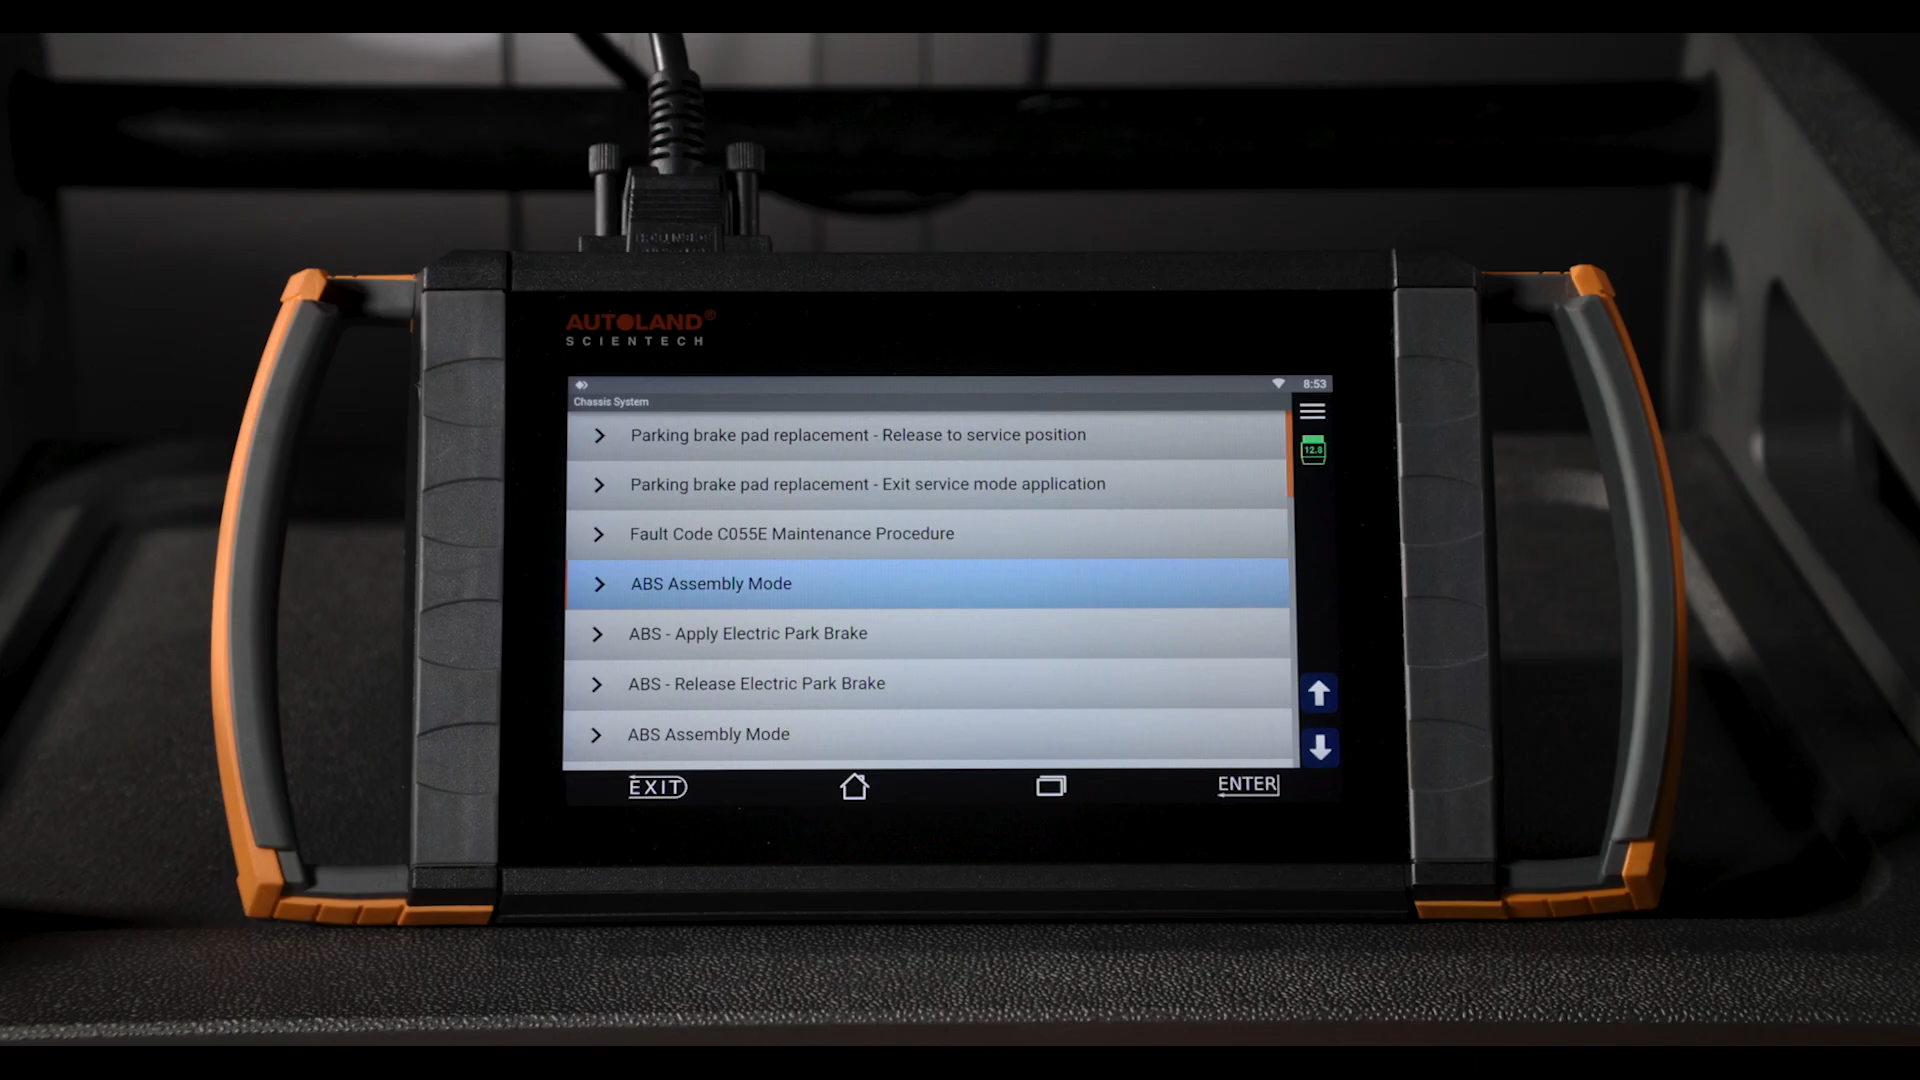 AUTOLAND®
SCIENTECH
8:53
Chassis System
Parking brake pad replacement - Release to service position
12.8
Parking brake pad replacement - Exit service mode application
Fault Code C055E Maintenance Procedure
ABS Assembly Mode
ABS - Apply Electric Park Brake
ABS - Release Electric Park Brake
ABS Assembly Mode
EXIT
ENTER